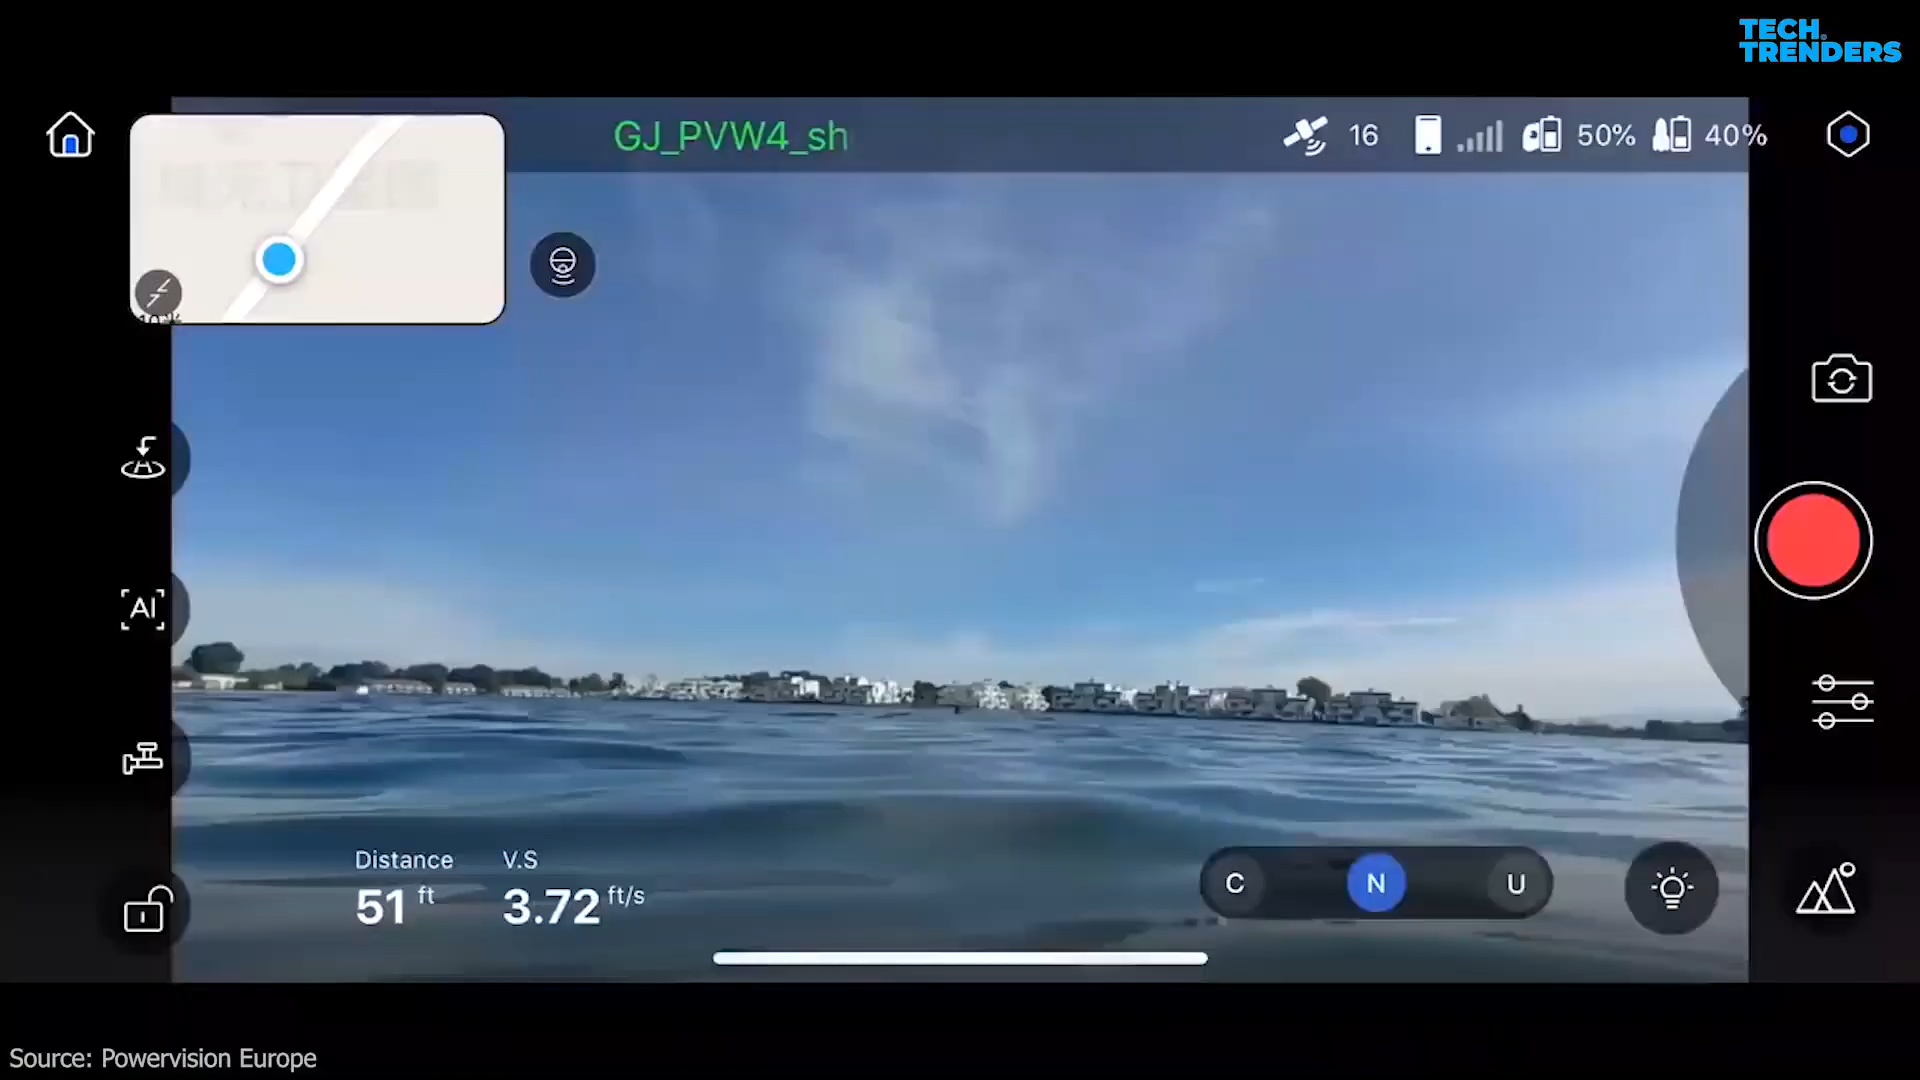 TECH
TRENDERS
GJ_PVW4_sh
16
50%
40%
AI
Distance
V.S
51 ft
3.72 ft/s
C
N
U
Source: Powervision Europe